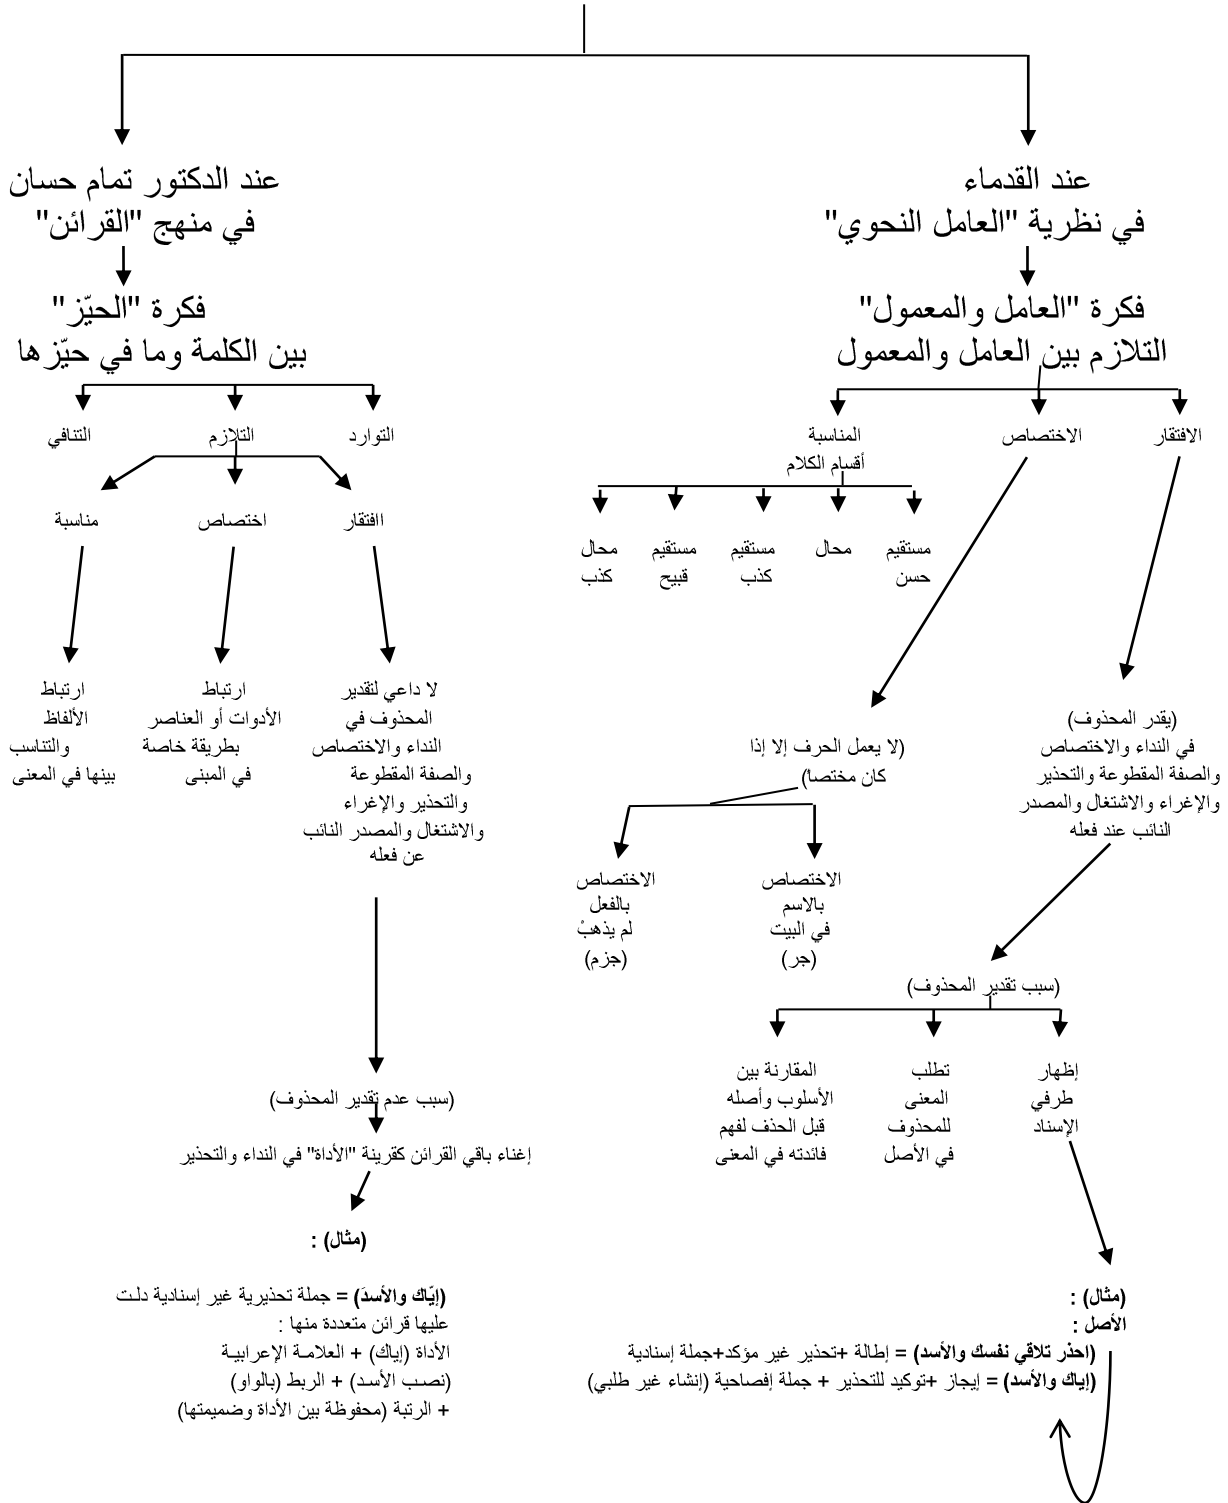 عند القدماء
في نظرية "العامل النحوي"
فكرة "العامل والمعمول"
التلازم بين العامل والمعمول
الافتقار
الاختصاص
المناسبة
أقسام الكلام
مستقيم
حسن
محال
مستقيم
كذب
مستقيم
قبيح
محال
كذب
(يقدر المحذوف)
في النداء والاختصاص
والصفة المقطوعة والتحذير
والإغراء والاشتغال والمصدر
النائب عند فعله
(لا يعمل الحرف إلا إذا
كان مختصاً)
الاختصاص
بالاسم
في البيت
(جر)
الاختصاص
بالفعل
لم يذهبْ
(جزم)
(سبب تقدير المحذوف)
إظهار
طرفي
الإسناد
تطلب
المعنى
للمحذوف
في الأصل
المقارنة بين
الأسلوب وأصله
قبل الحذف لفهم
فائدته في المعنى
(مثال) :
الأصل :
(احذر تلاقي نفسك والأسد) = إطالة +تحذير غير مؤكد+جملة إسنادية
(إياك والأسد) = إيجاز +توكيد للتحذير + جملة إفصاحية (إنشاء غير طلبي)
عند الدكتور تمام حسان
في منهج "القرائن"
فكرة "الحيّز"
بين الكلمة وما في حيّزها
التوارد
التلازم
التنافي
اافتقار
اختصاص
مناسبة
لا داعي لتقدير
المحذوف في
النداء والاختصاص
والصفة المقطوعة
والتحذير والإغراء
والاشتغال والمصدر النائب
عن فعله
ارتباط
الأدوات أو العناصر
بطريقة خاصة
في المبنى
ارتباط
الألفاظ
والتناسب
بينها في المعنى
(سبب عدم تقدير المحذوف)
إغناء باقي القرائن كقرينة "الأداة" في النداء والتحذير
(مثال) :
(إيّاك والأسدَ) = جملة تحذيرية غير إسنادية دلت
عليها قرائن متعددة منها :
الأداة (إياك) + العلامة الإعرابية
(نصب الأسد) + الربط (بالواو)
+ الرتبة (محفوظة بين الأداة وضميمتها)